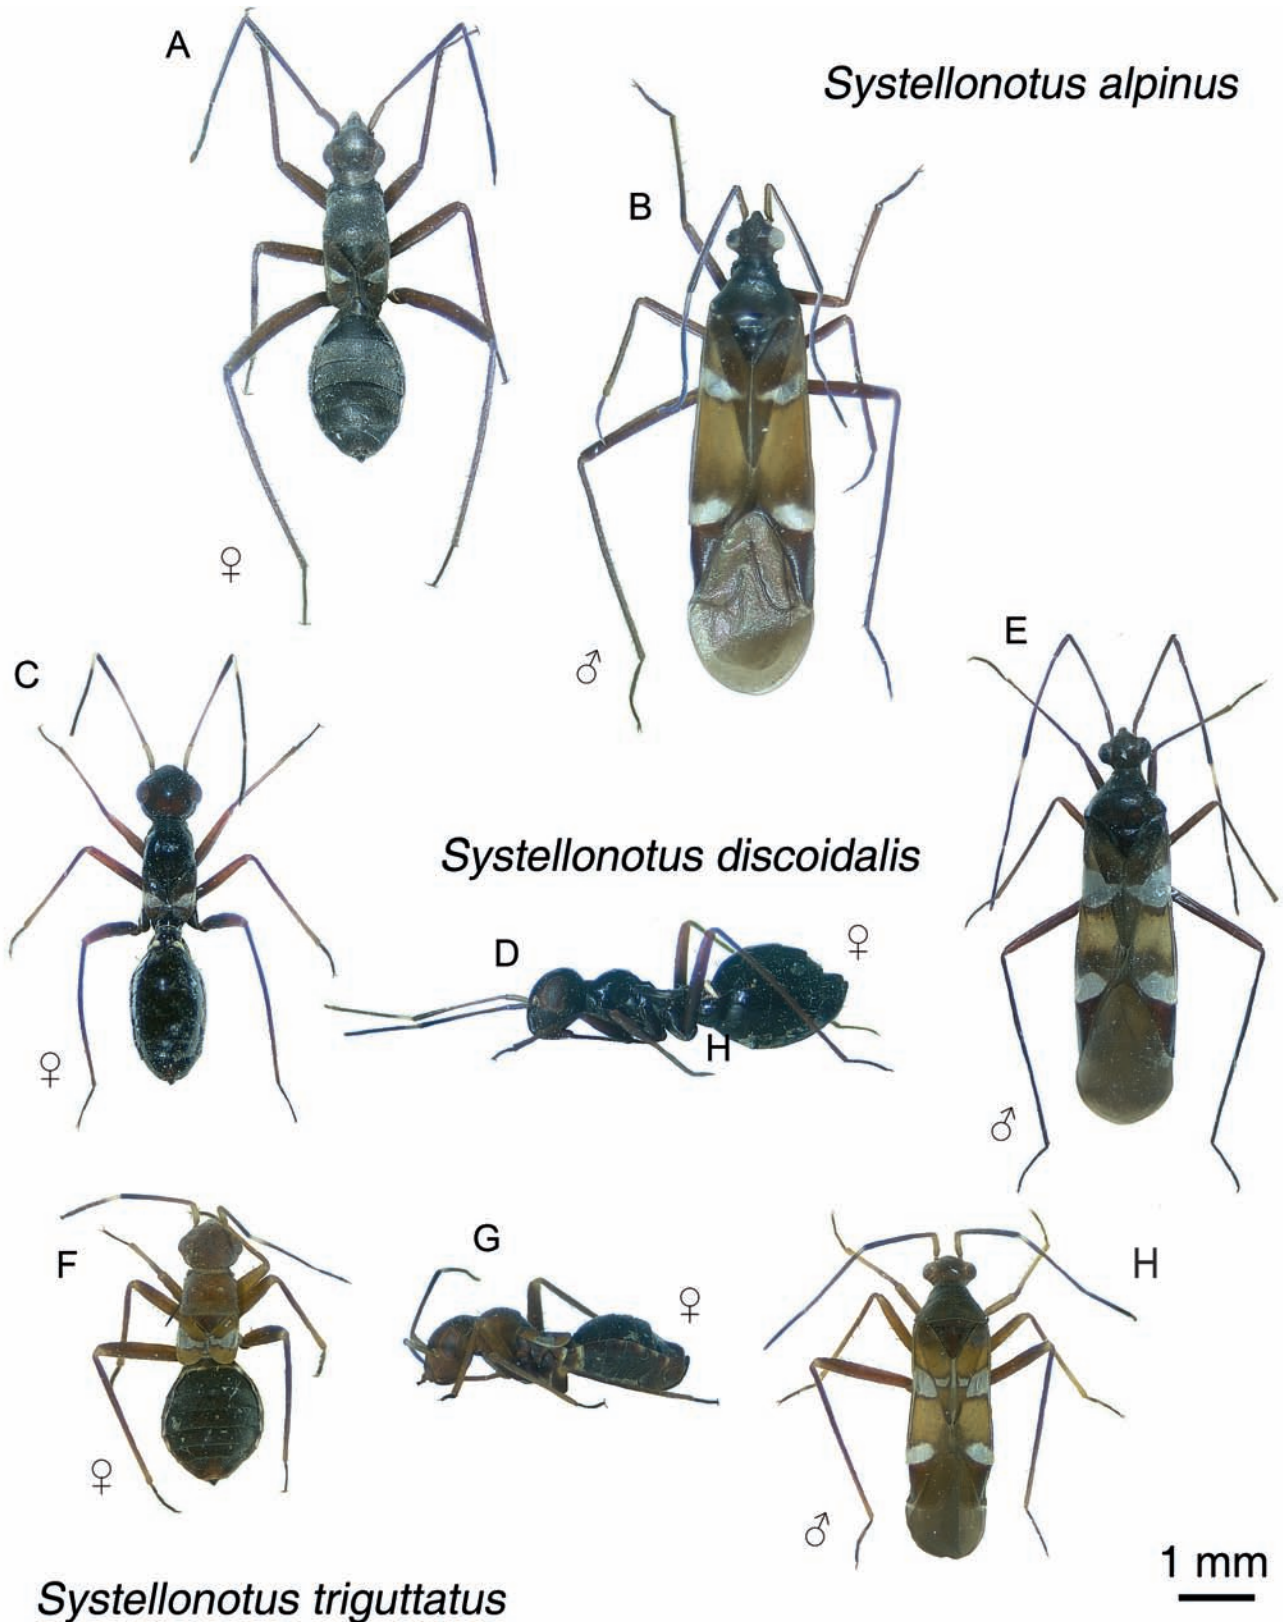 A
Systellonotus alpinus
B
♀
♂
E
C
Systellonotus discoidalis
D
♀
H
♀
♂
F
G
♀
H
♀
♂
1 mm
Systellonotus triguttatus